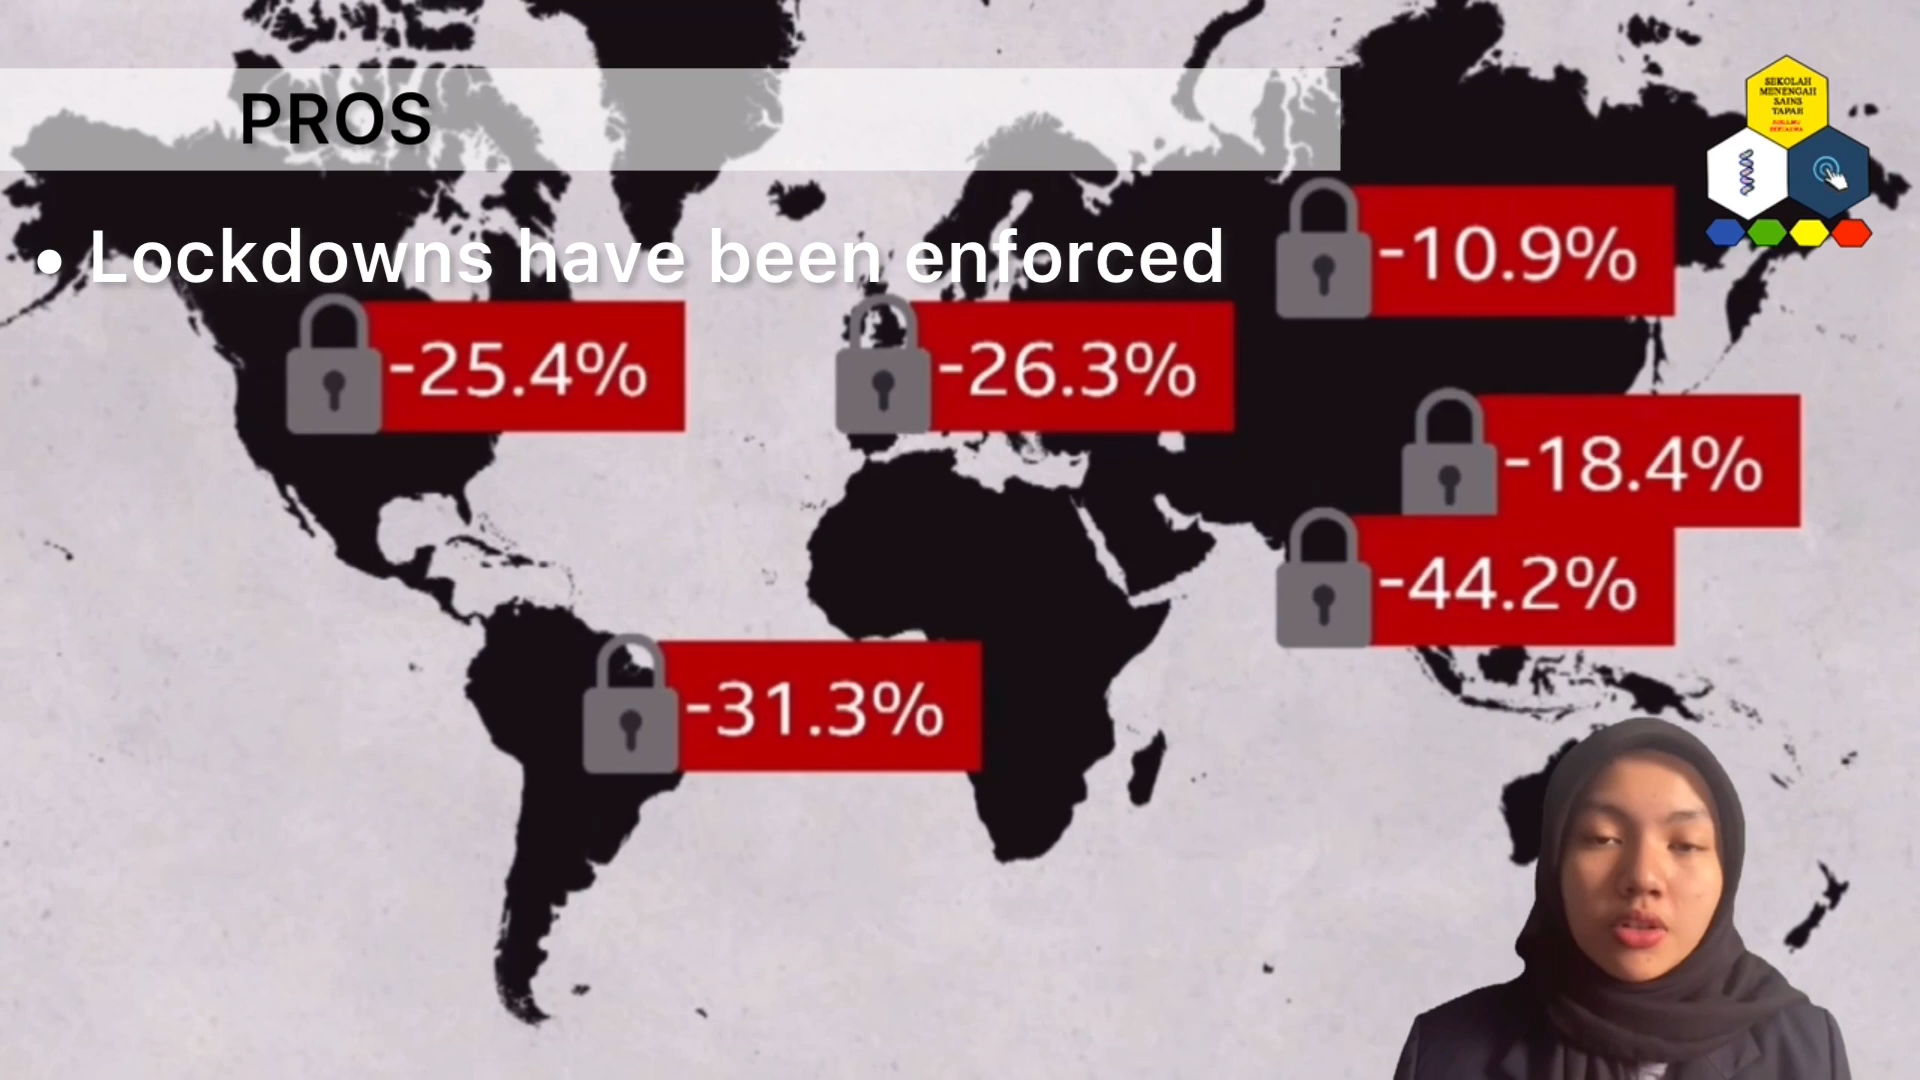 PROS
• Lockdowns have been enforced
-10.9%
-25.4%
-26.3%
-18.4%
-44.2%
-31.3%
SEKOLAH
MENENGAH
SAINS
TAPAH